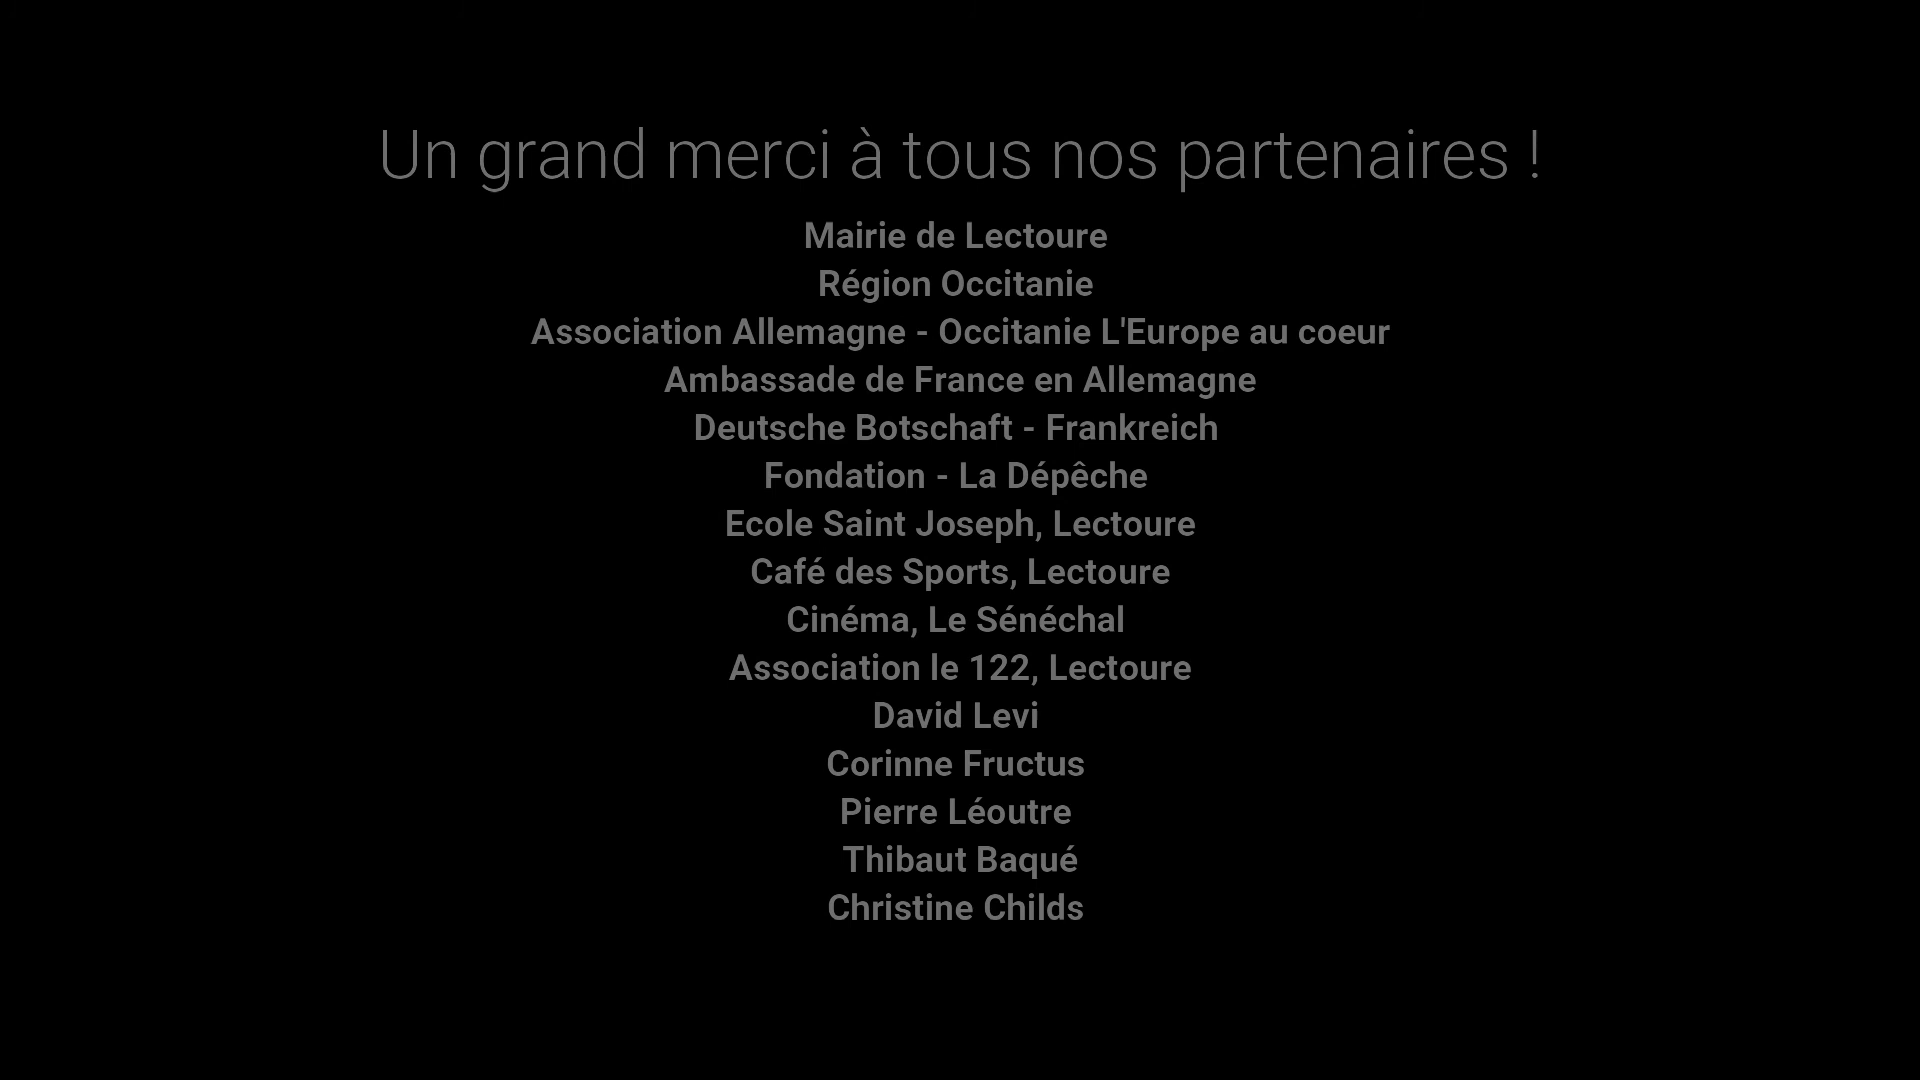 Un grand merci à tous nos partenaires !
Mairie de Lectoure
Région Occitanie
Association Allemagne - Occitanie L'Europe au coeur
Ambassade de France en Allemagne
Deutsche Botschaft - Frankreich
Fondation - La Dépêche
Ecole Saint Joseph, Lectoure
Café des Sports, Lectoure
Cinéma, Le Sénéchal
Association le 122, Lectoure
David Levi
Corinne Fructus
Pierre Léoutre
Thibaut Baqué
Christine Childs